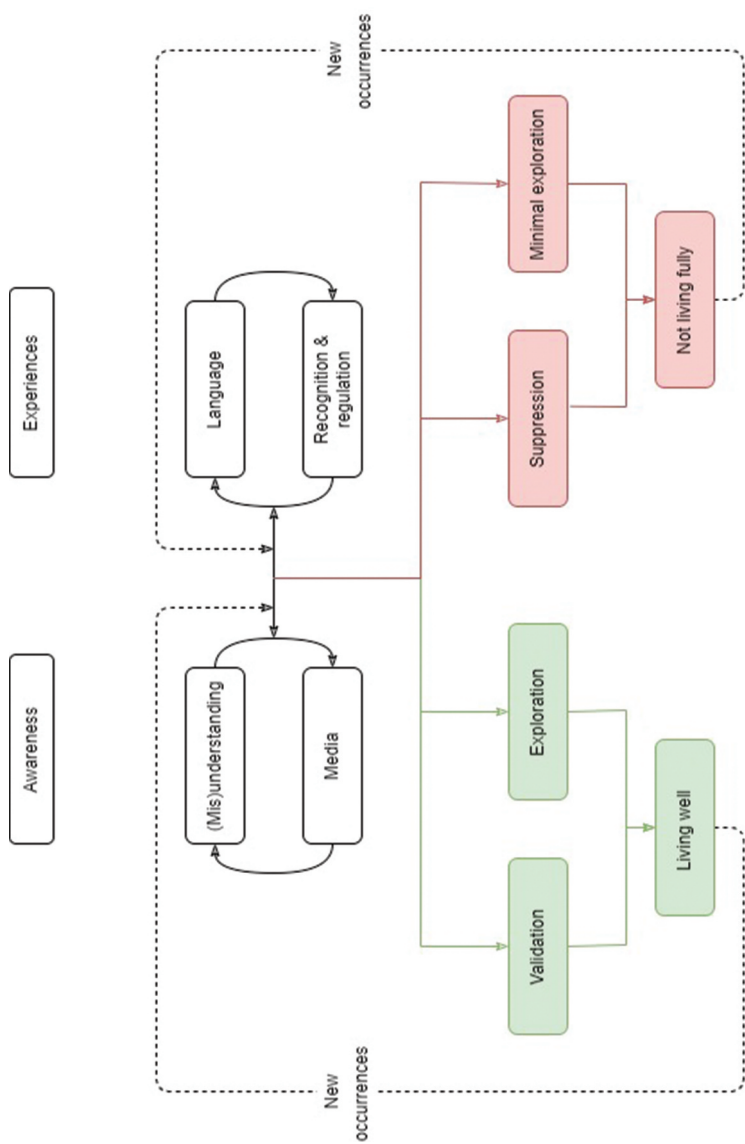 Awareness
Experiences
(Mis)understanding
Language
Media
Recognition &
regulation
New
occurrences
New
occurrences
Validation
Exploration
Suppression
Minimal exploration
Living well
Not living fully